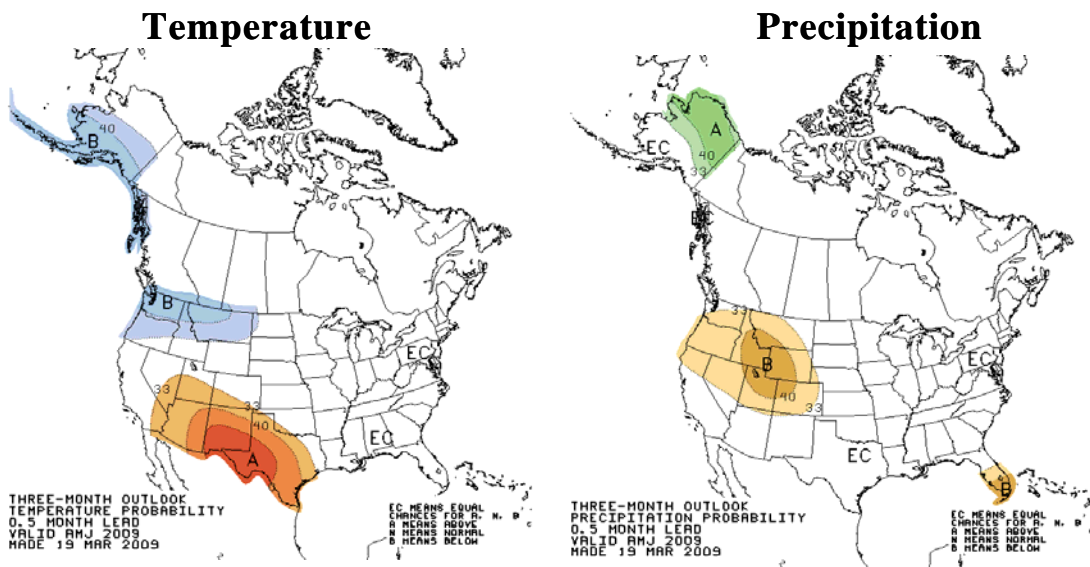 Temperature
Precipitation
40
B
B
EC
33
33
40
A
EC
THREE-MONTH OUTLOOK
TEMPERATURE PROBABILITY
0.5 MONTH LEAD
VALID AMJ 2009
MADE 19 MAR 2009
EC MEANS EQUAL
CHANCES FOR A, N, B
A MEANS ABOVE
N MEANS NORMAL
B MEANS BELOW
A
EC
40
33
EC
33
B
EC
40
33
EC
B
THREE-MONTH OUTLOOK
PRECIPITATION PROBABILITY
0.5 MONTH LEAD
VALID AMJ 2009
MADE 19 MAR 2009
EC MEANS EQUAL
CHANCES FOR A, N, B
A MEANS ABOVE
N MEANS NORMAL
B MEANS BELOW